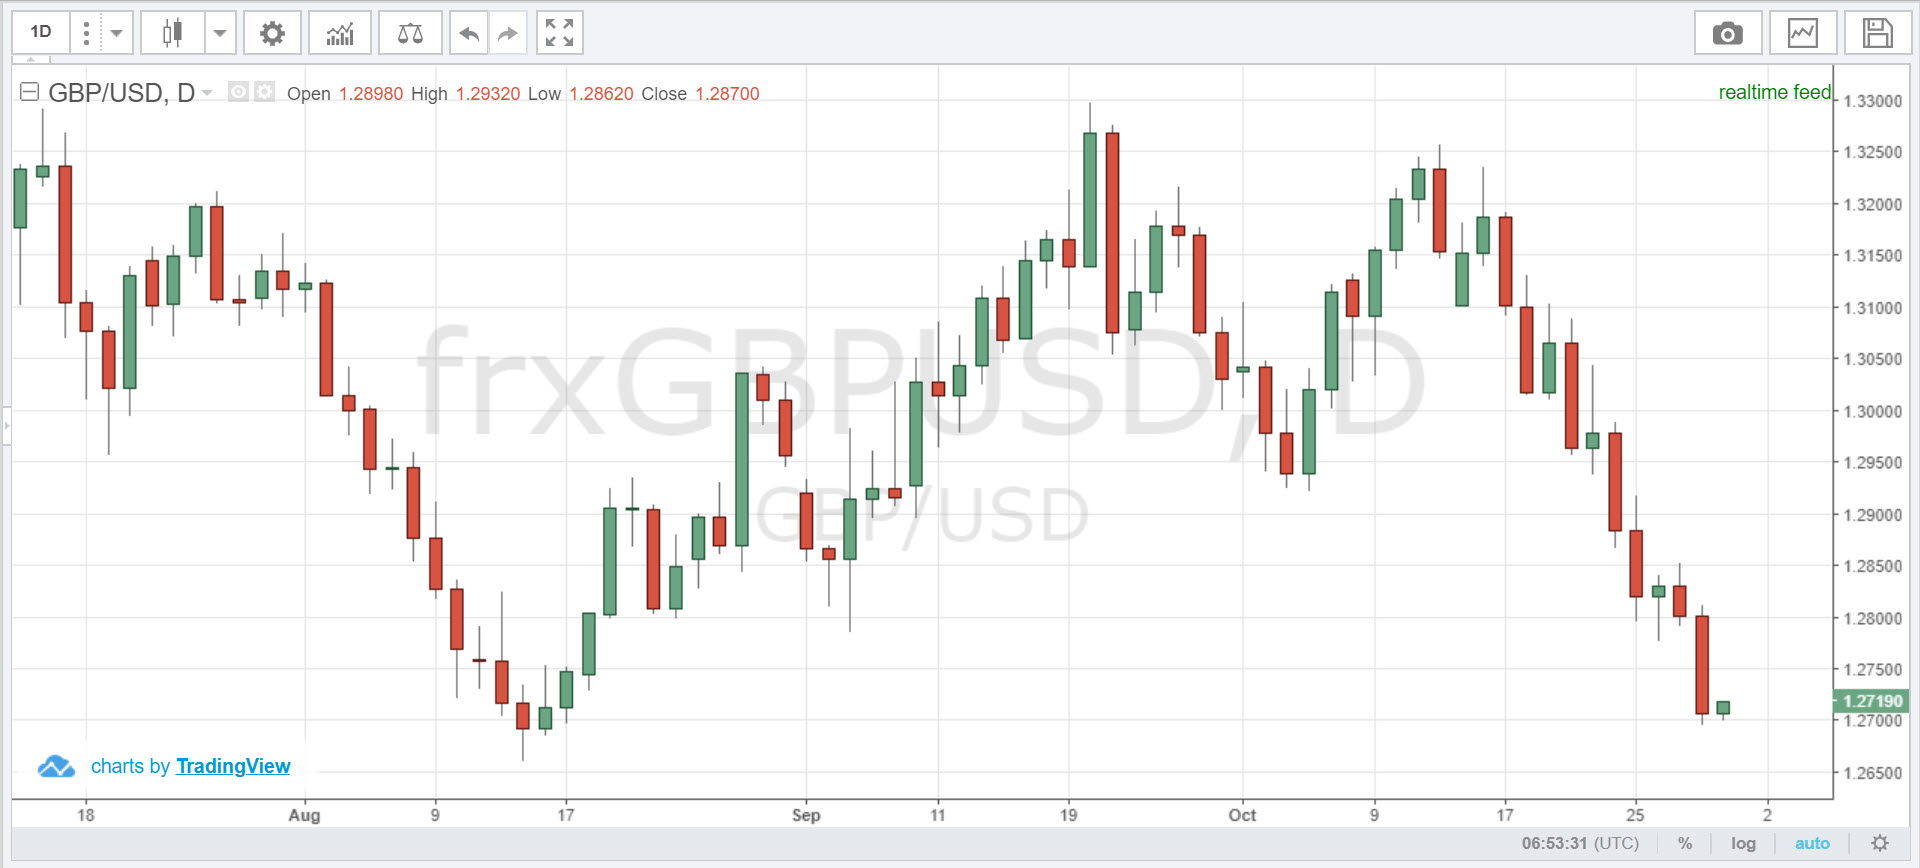 1D
GBP/USD, D Open 1.28980 High 1.29320 Low 1.28620 Close 1.28700
realtime feed
1.33000
1.32500
1.32000
1.31500
1.31000
1.30500
1.30000
1.29500
1.29000
1.28500
1.28000
1.27500
1.27190
1.27000
1.26500
frxGBPUSD, D
GBP/USD
charts by TradingView
18 Aug 9 17 Sep 11 19 Oct 9 17 25 2
06:53:31 (UTC) % log auto